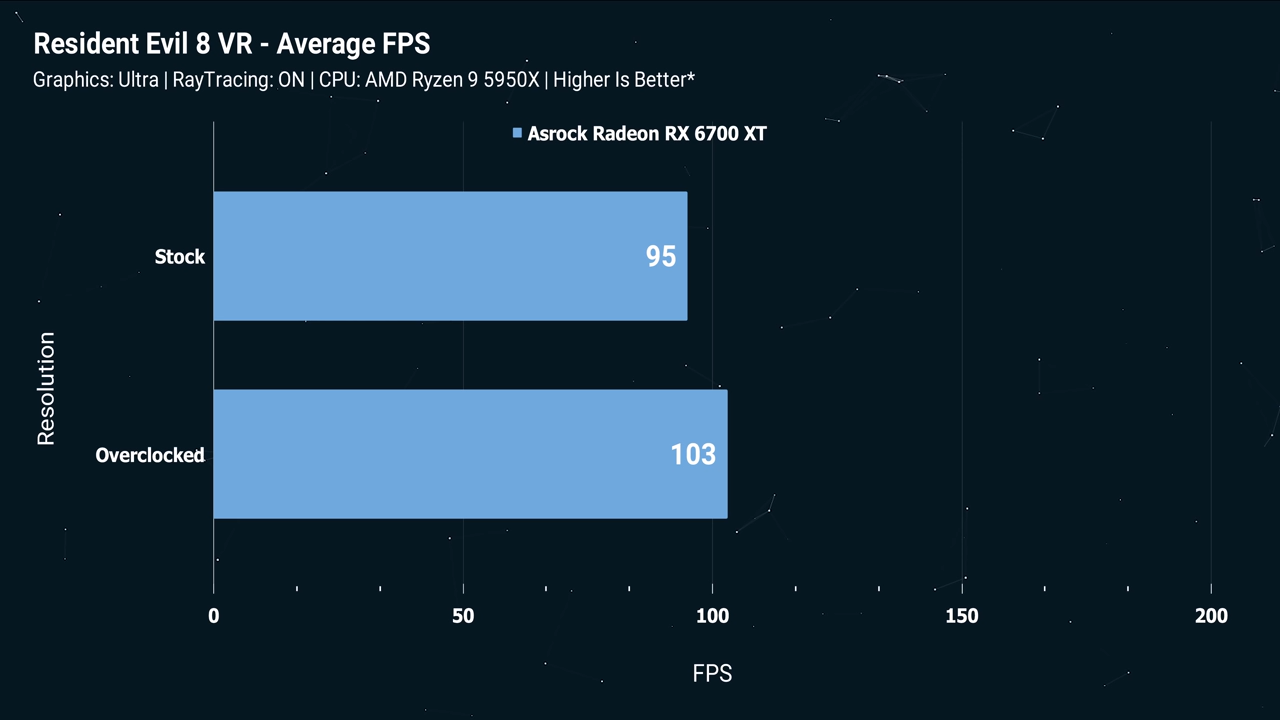 Resident Evil 8 VR - Average FPS
Graphics: Ultra | RayTracing: ON | CPU: AMD Ryzen 9 5950X | Higher Is Better*
Asrock Radeon RX 6700 XT
Stock
95
Resolution
Overclocked
103
0 50 100 150 200
FPS